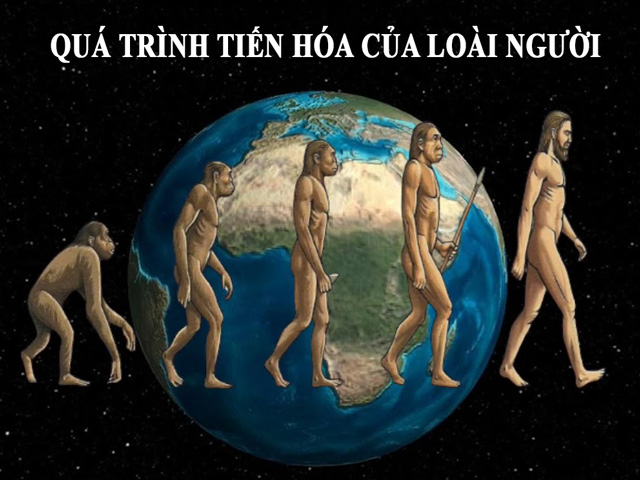 QUÁ TRÌNH TIẾN HÓA CỦA LOÀI NGƯỜI